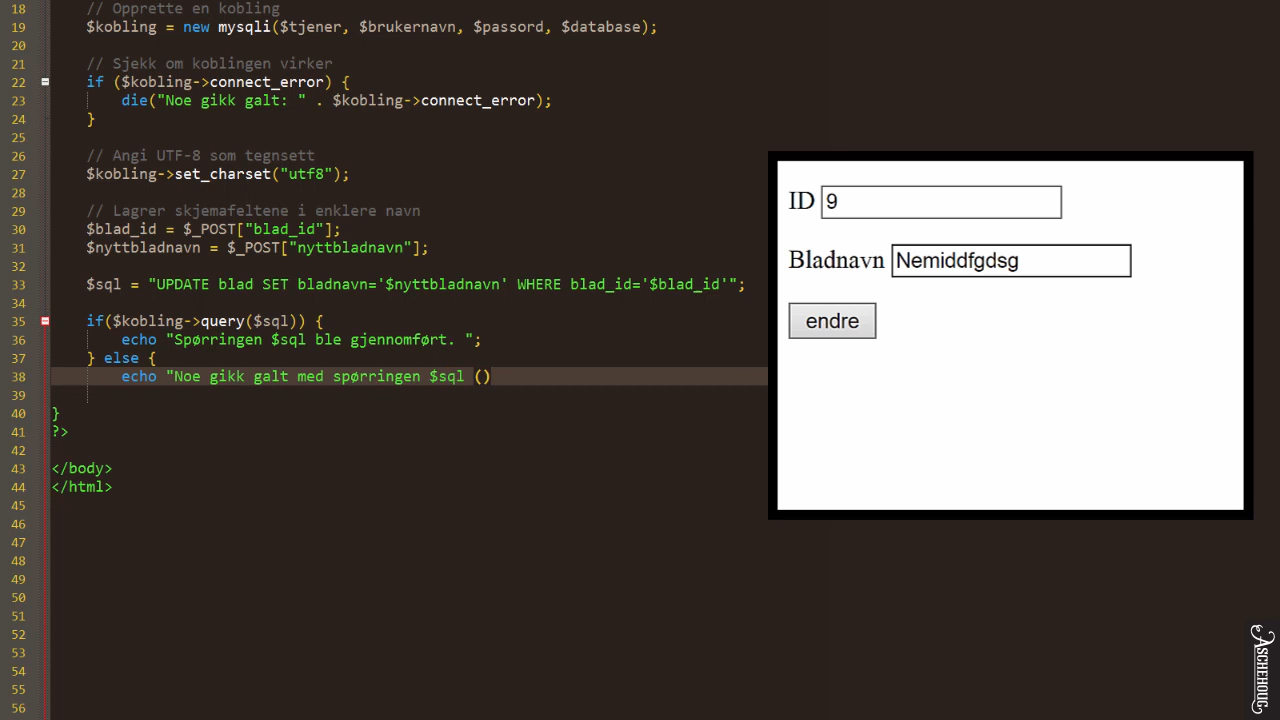 18 // Opprette en kobling
19 $kobling = new mysqli($tjener, $brukernavn, $passord, $database);
20
21 // Sjekk om koblingen virker
22 if ($kobling->connect_error) {
23 die("Noe gikk galt: " . $kobling->connect_error);
24 }
25
26 // Angi UTF-8 som tegnsett
27 $kobling->set_charset("utf8");
28
29 // Lagrer skjemafeltene i enklere navn
30 $blad_id = $_POST["blad_id"];
31 $nyttbladnavn = $_POST["nyttbladnavn"];
32
33 $sql = "UPDATE blad SET bladnavn='$nyttbladnavn' WHERE blad_id='$blad_id'";
34
35 if($kobling->query($sql)) {
36 echo "Spørringen $sql ble gjennomført. ";
37 } else {
38 echo "Noe gikk galt med spørringen $sql ()
39
40 }
41 ?>
42
43 </body>
44 </html>
45
46
47
48
49
50
51
52
53
54
55
56
ID 9
Bladnavn Nemiddfgdsg
endre
ASCHEHOUG